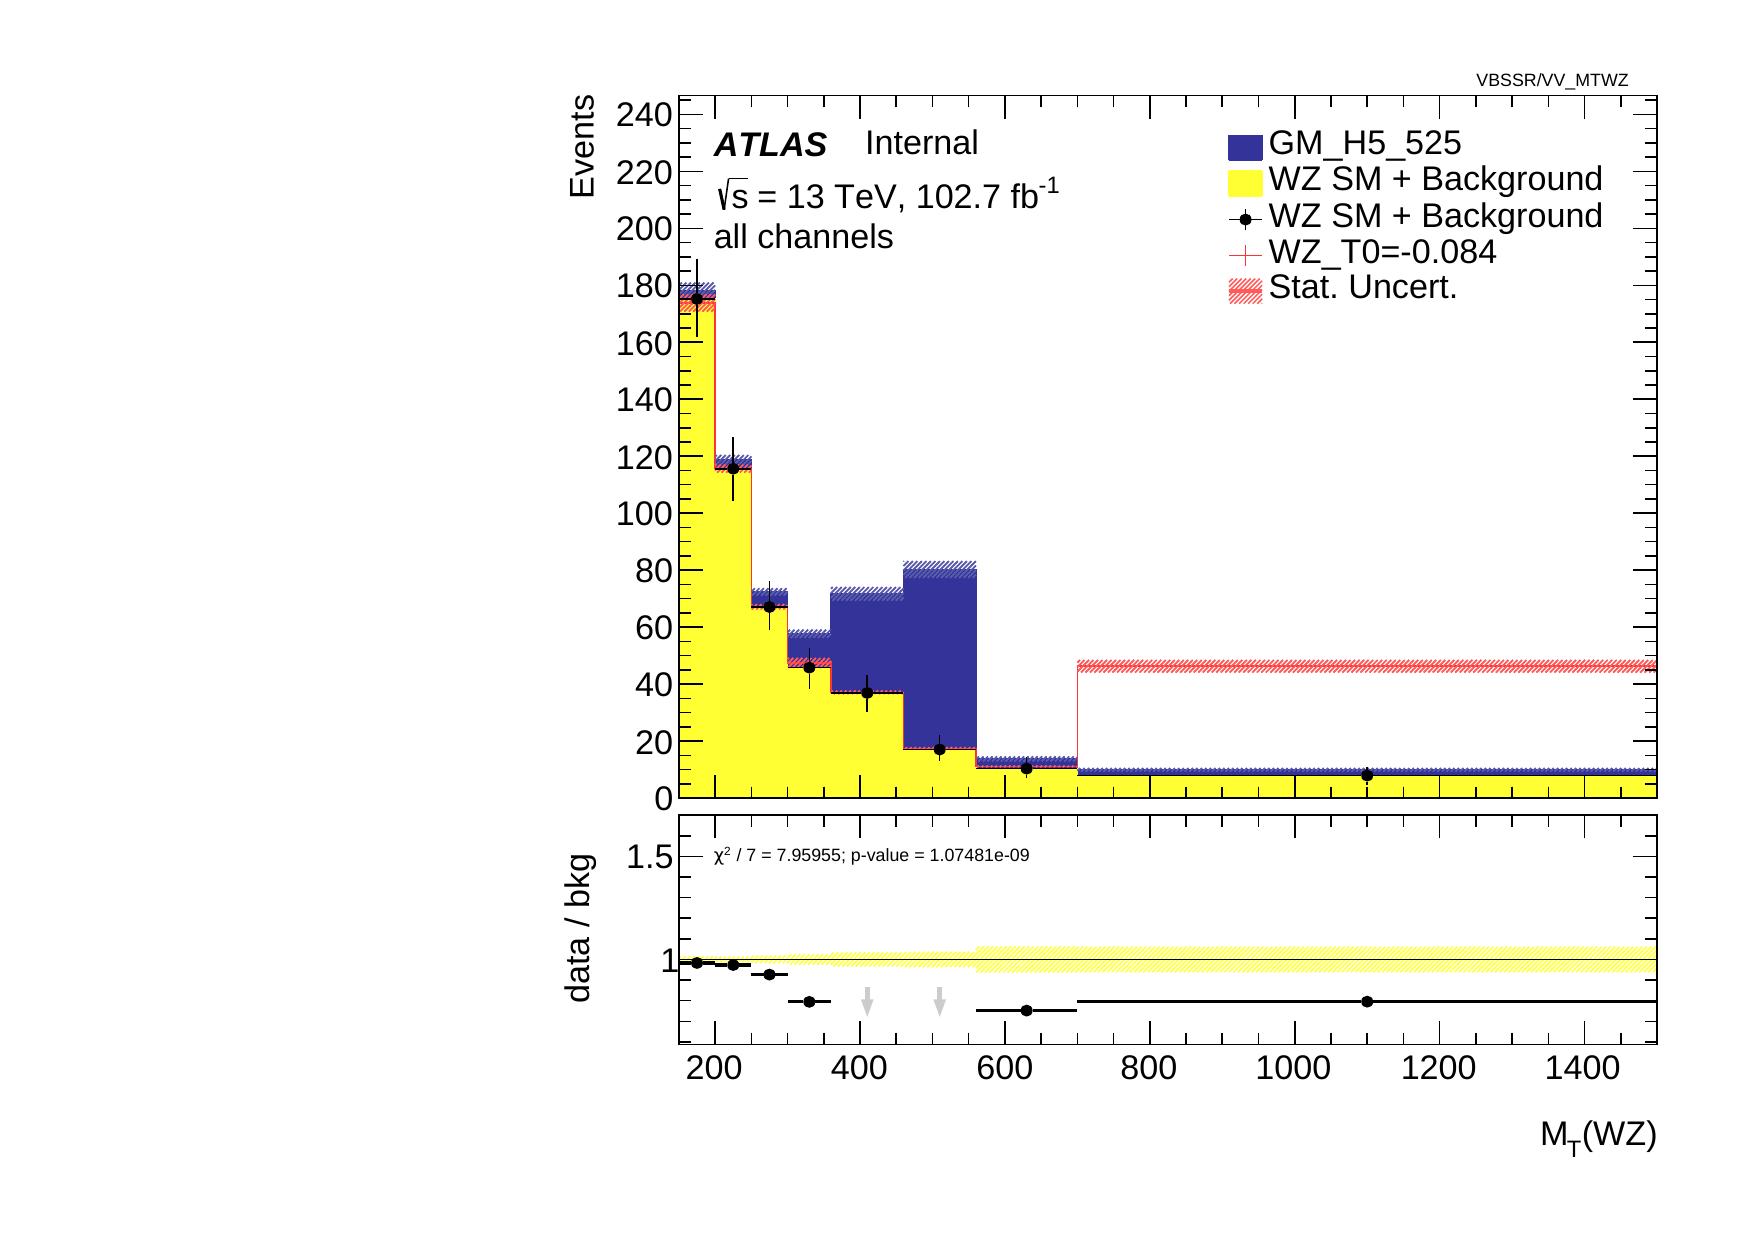 VBSSR/VV_MTWZ
Events
240
220
200
180
160
140
120
100
80
60
40
20
0
ATLAS Internal
√s = 13 TeV, 102.7 fb-1
all channels
GM_H5_525
WZ SM + Background
WZ SM + Background
WZ_T0=-0.084
Stat. Uncert.
data / bkg
1.5
1
χ² / 7 = 7.95955; p-value = 1.07481e-09
200 400 600 800 1000 1200 1400
MT(WZ)